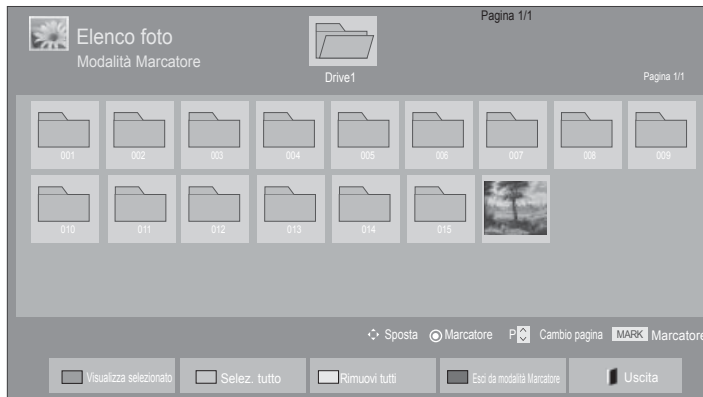 Pagina 1/1
Elenco foto
Modalità Marcatore
Drive1
Pagina 1/1
001 002 003 004 005 006 007 008 009
010 011 012 013 014 015
Sposta Marcatore P Cambio pagina MARK Marcatore
Visualizza selezionato Selez. tutto Rimuovi tutti Esci da modalità Marcatore Uscita